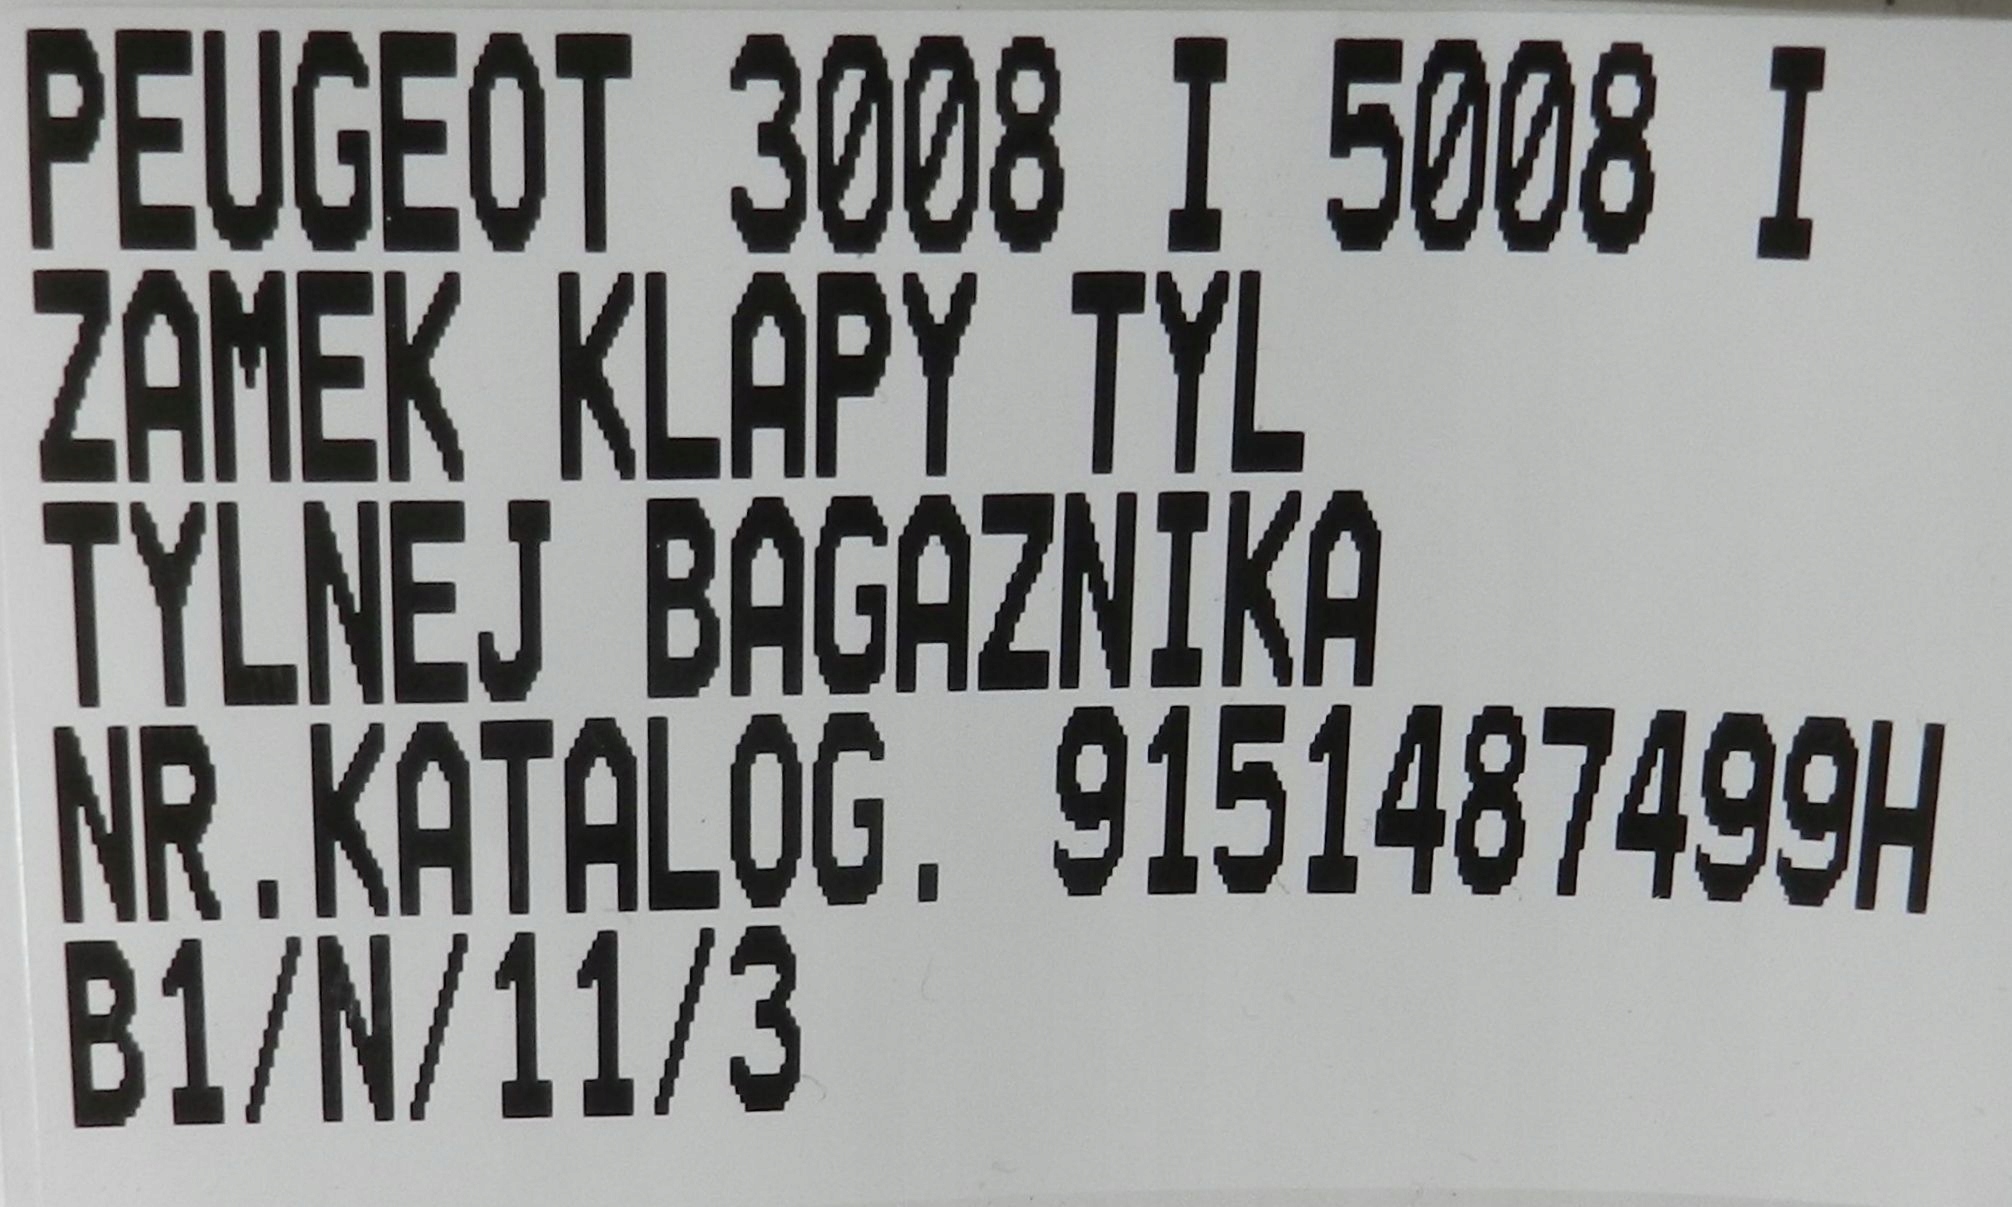 PEUGEOT 3008 I 5008 I
ZAMEK KLAPY TYL
TYLNEJ BAGAZNIKA
NR.KATALOG. 9151487499H
B1/N/11/3